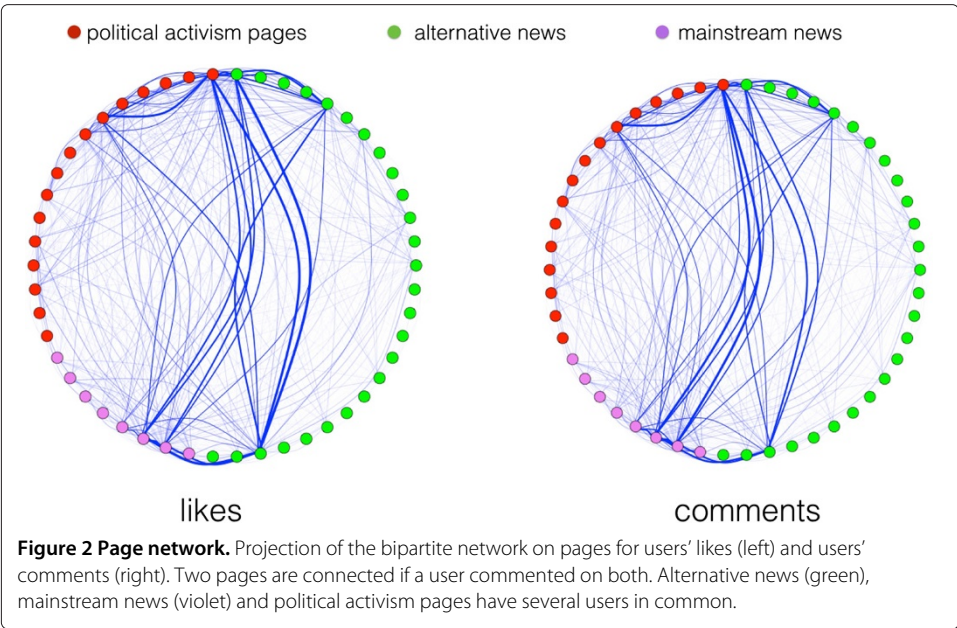 political activism pages
alternative news
mainstream news
likes
comments
Figure 2 Page network. Projection of the bipartite network on pages for users’ likes (left) and users’
comments (right). Two pages are connected if a user commented on both. Alternative news (green),
mainstream news (violet) and political activism pages have several users in common.